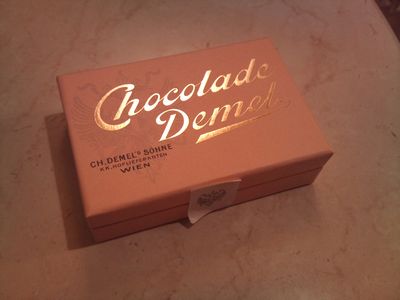 Chocolade
Demel
CH. DEMEL'S SÖHNE
K.K. HOFLIEFERANTEN
WIEN